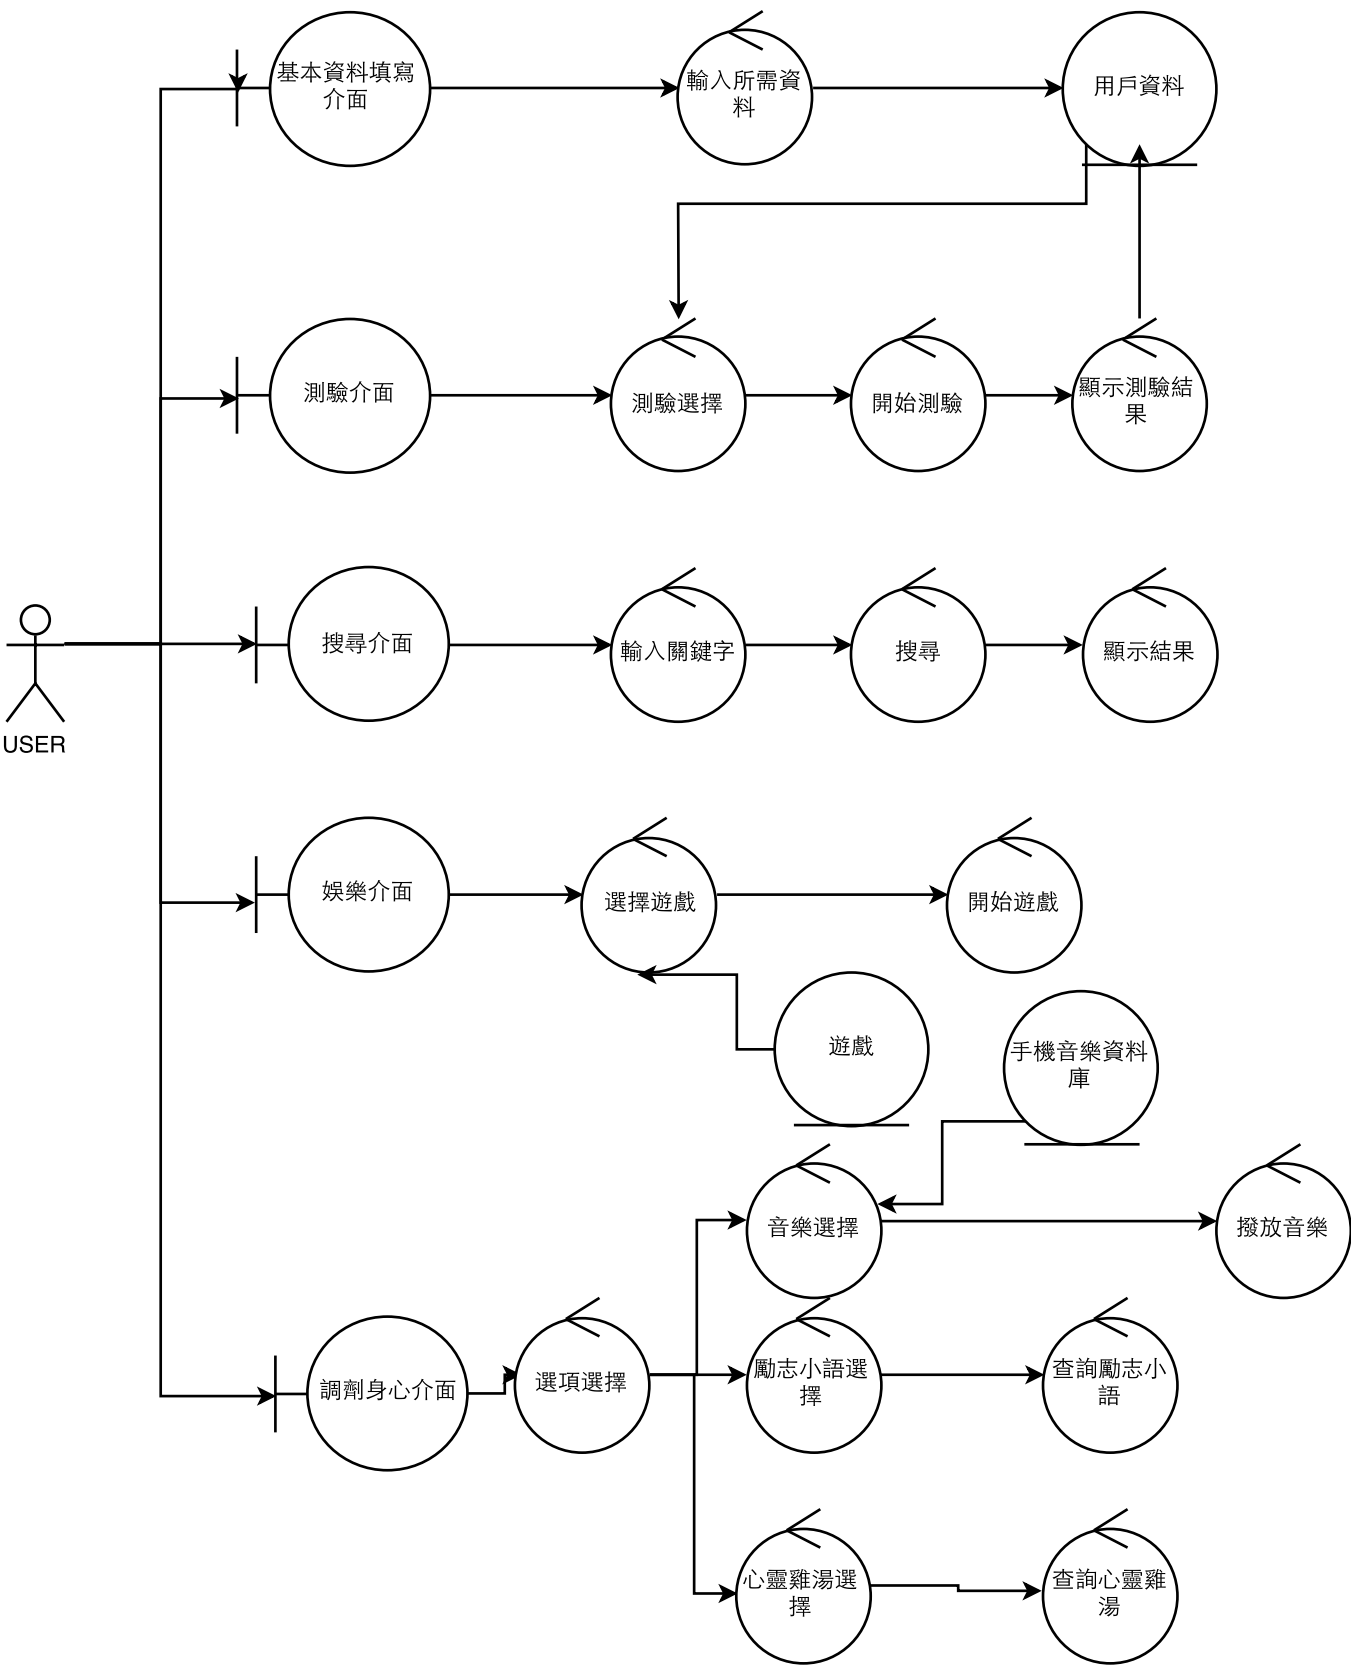 基本資料填寫
介面
輸入所需資
料
用戶資料
測驗介面
測驗選擇
開始測驗
顯示測驗結
果
搜尋介面
輸入關鍵字
搜尋
顯示結果
USER
娛樂介面
選擇遊戲
開始遊戲
遊戲
手機音樂資料
庫
音樂選擇
撥放音樂
調劑身心介面
選項選擇
勵志小語選
擇
查詢勵志小
語
心靈雞湯選
擇
查詢心靈雞
湯